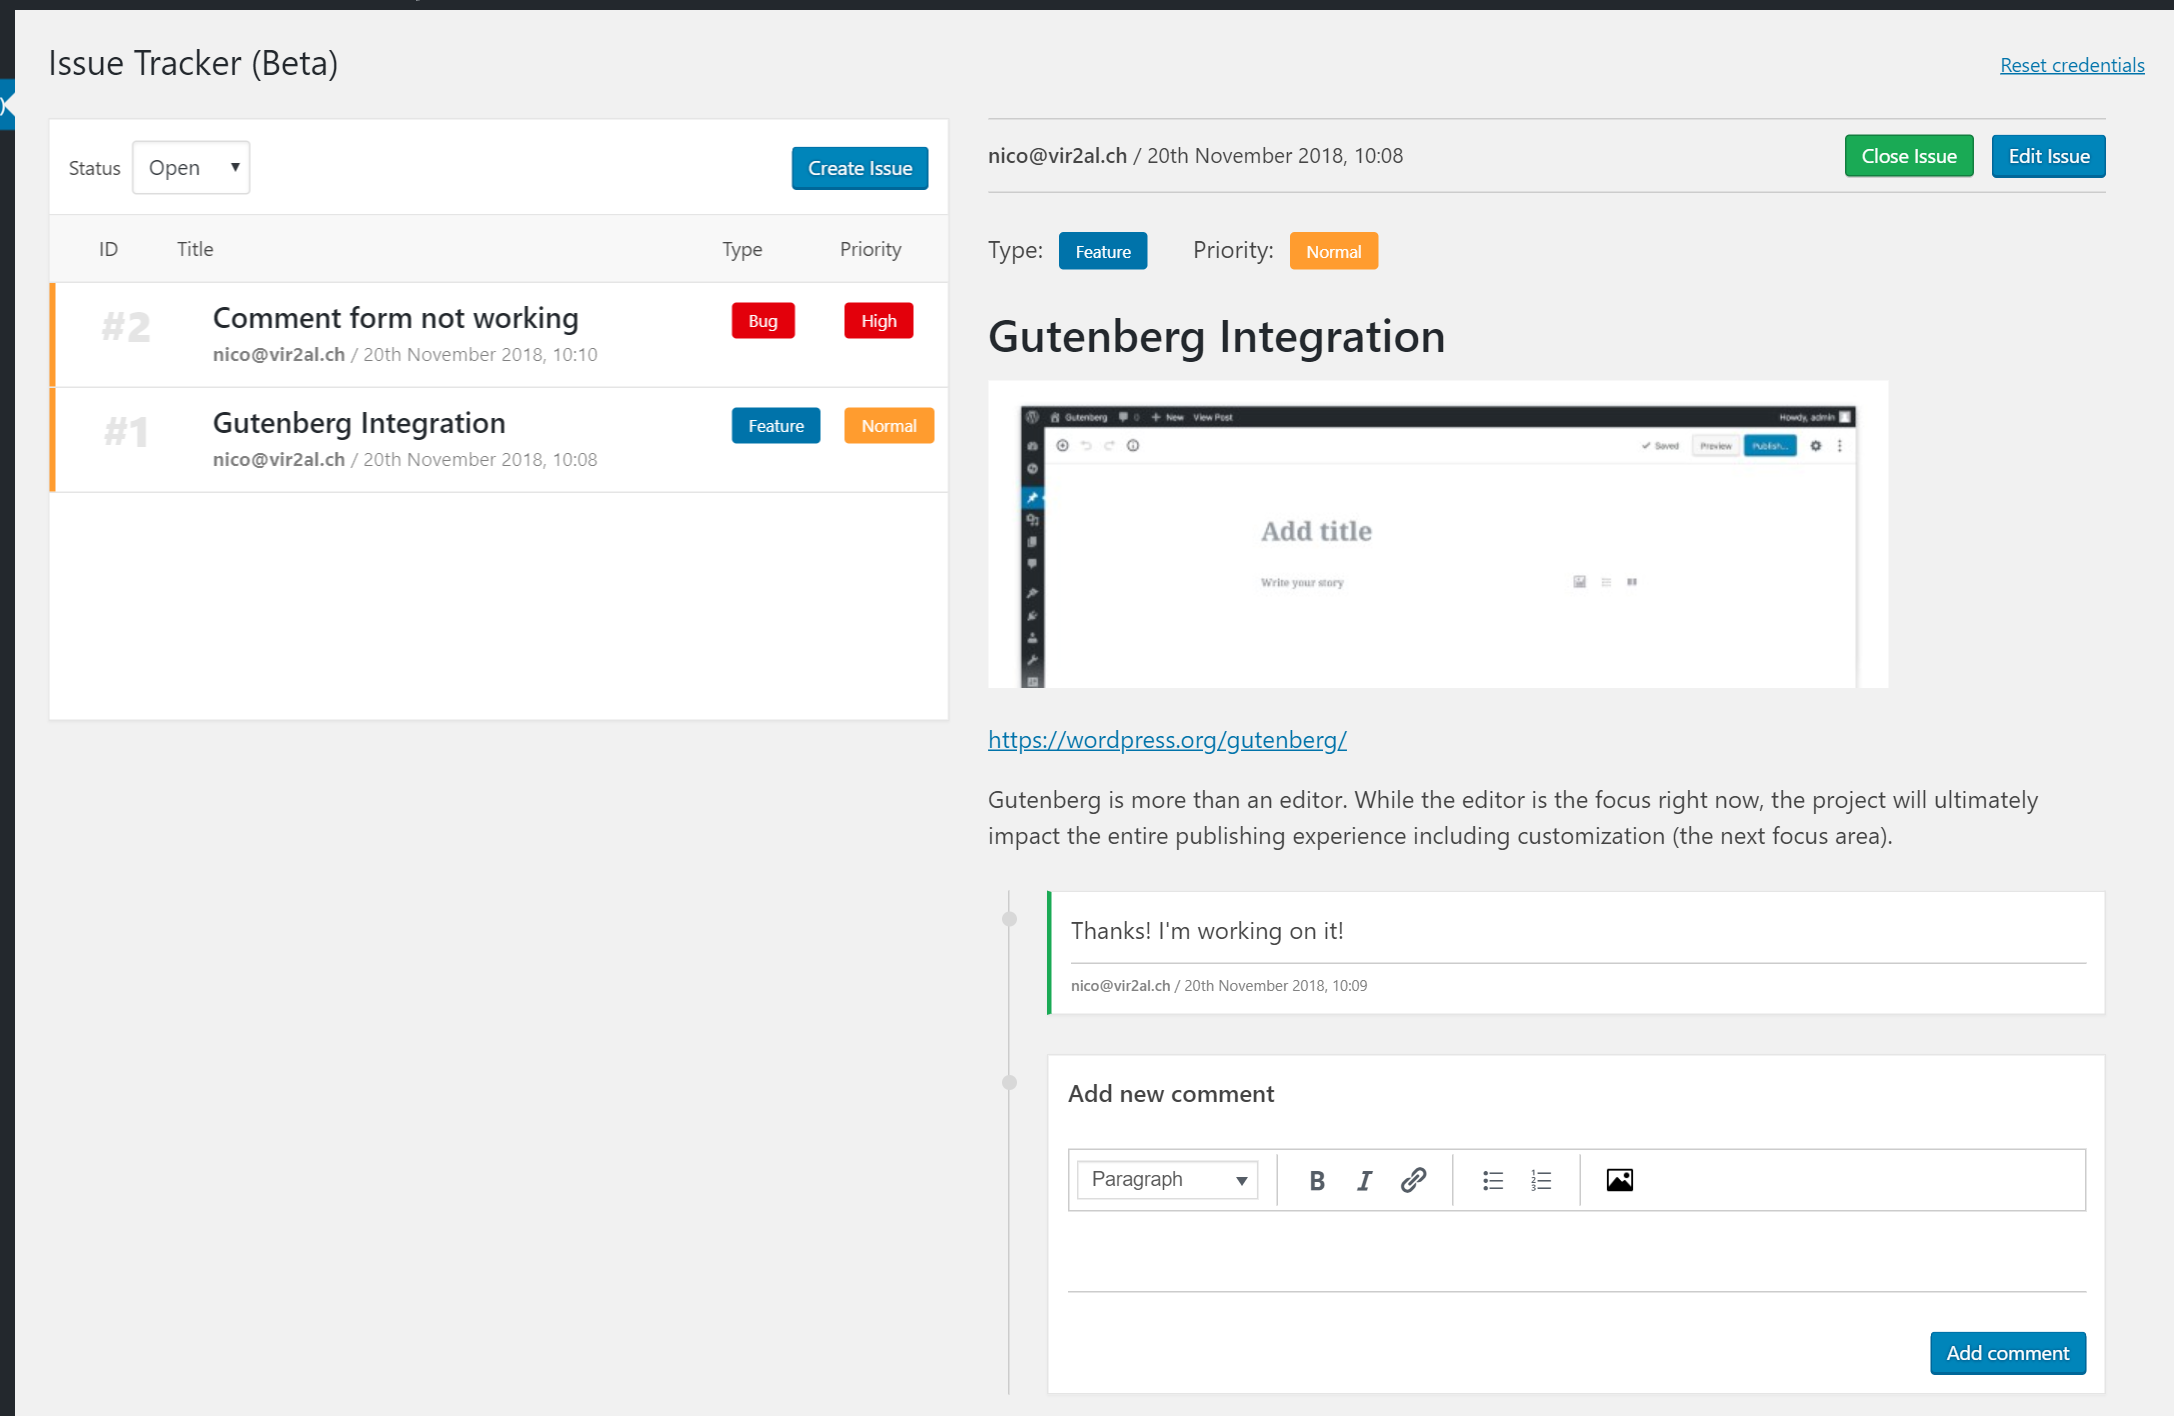 Issue Tracker (Beta)
Reset credentials
Status Open
Create Issue
ID Title Type Priority
#2 Comment form not working Bug High
nico@vir2al.ch / 20th November 2018, 10:10
#1 Gutenberg Integration Feature Normal
nico@vir2al.ch / 20th November 2018, 10:08
nico@vir2al.ch / 20th November 2018, 10:08
Close Issue Edit Issue
Type: Feature Priority: Normal
Gutenberg Integration
Gutenberg 0 + New View Post Howdy, admin
Saved Preview Publish...
Add title
Write your story
https://wordpress.org/gutenberg/
Gutenberg is more than an editor. While the editor is the focus right now, the project will ultimately
impact the entire publishing experience including customization (the next focus area).
Thanks! I'm working on it!
nico@vir2al.ch / 20th November 2018, 10:09
Add new comment
Paragraph B I
Add comment